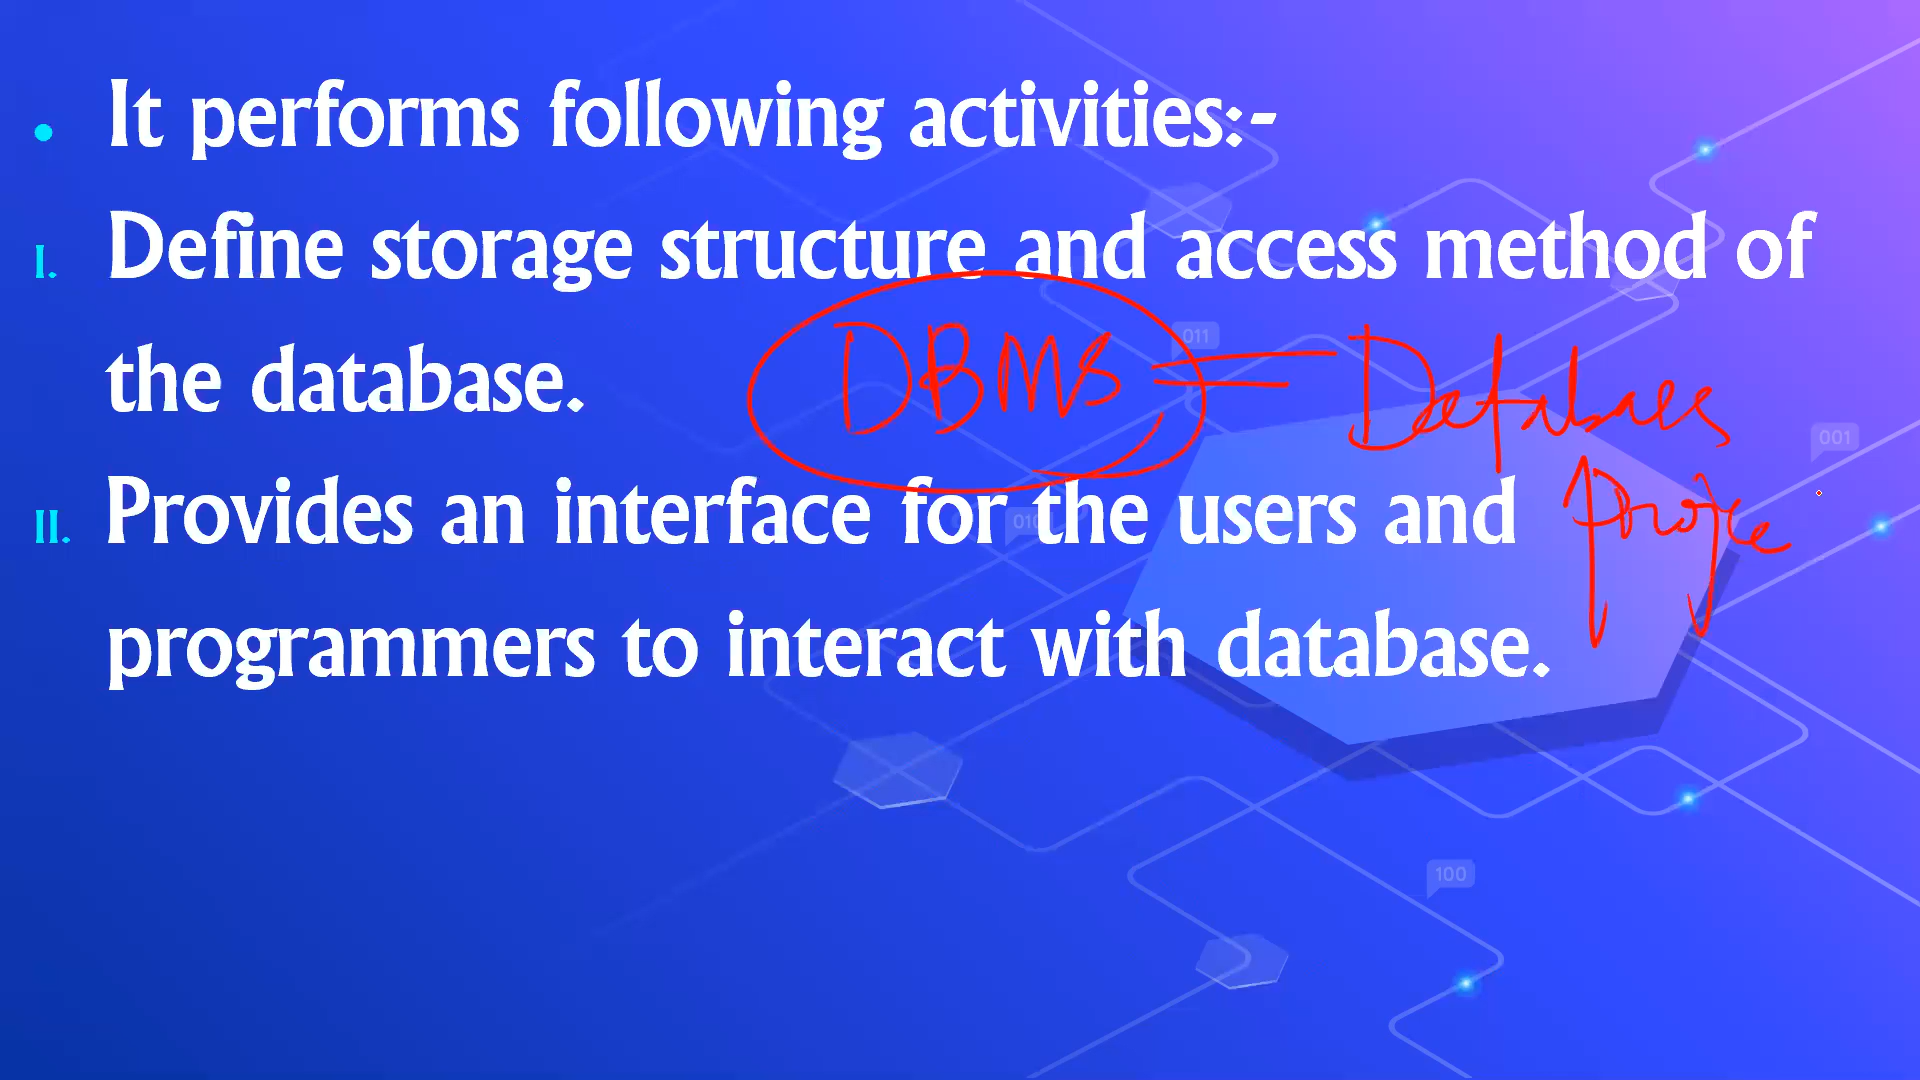 • It performs following activities:-
I. Define storage structure and access method of
the database.
DBMS = Databases
II. Provides an interface for the users and
programmers to interact with database.
011
001
010
100